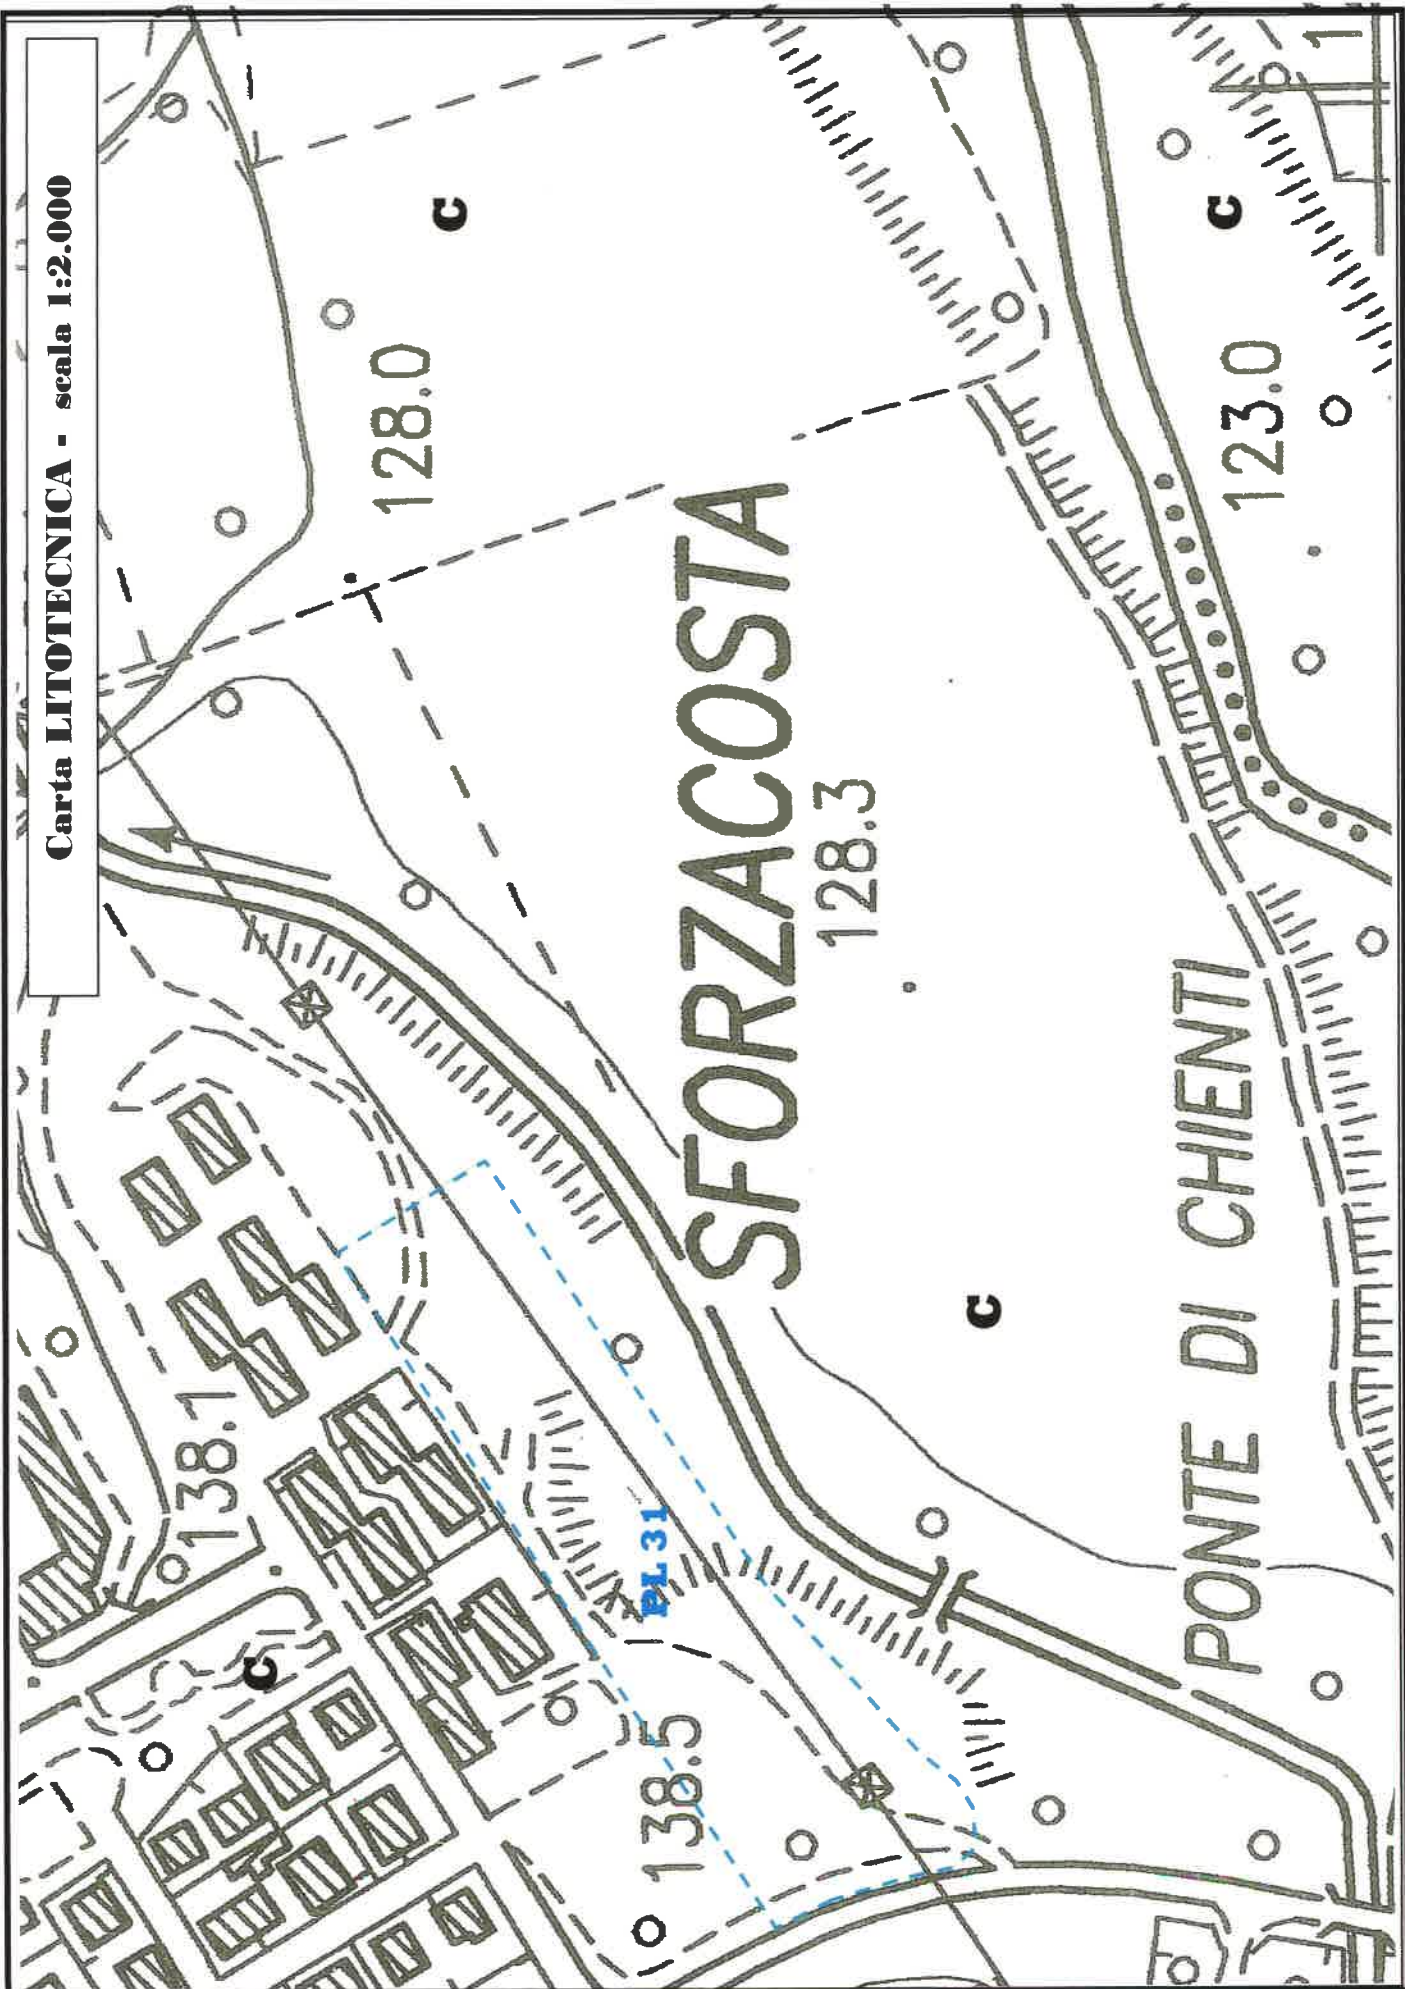 Carta LITOTECNICA - scala 1:2.000
138.1
c
128.0
c
PL 31
138.5
SFORZACOSTA
128.3
c
PONTE DI CHIENTI
123.0
c
1